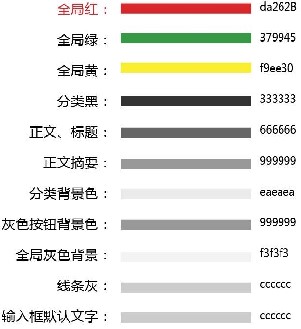 全局红： da262B
全局绿： 379945
全局黄： f9ee30
分类黑： 333333
正文、标题： 666666
正文摘要： 999999
分类背景色： eaeaea
灰色按钮背景色： 999999
全局灰色背景： f3f3f3
线条灰： cccccc
输入框默认文字： cccccc